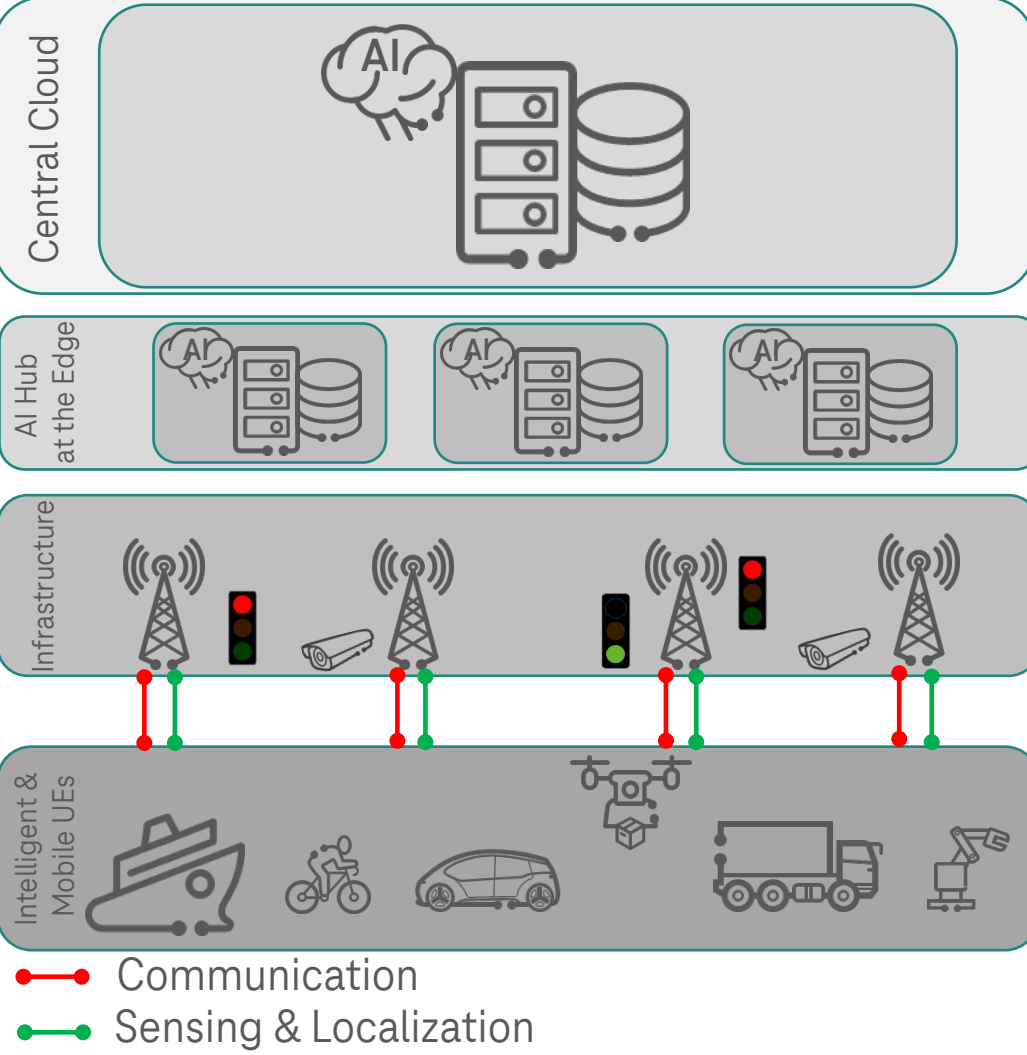 Central Cloud
AI
AI Hub
at the Edge
AI
AI
AI
Infrastructure
Intelligent &
Mobile UEs
Communication
Sensing & Localization